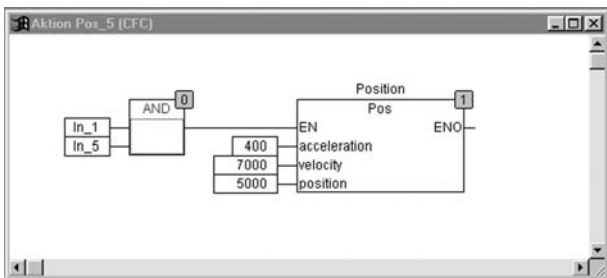 Aktion Pos_5 (CFC)
Position
AND 0
Pos 1
In_1
In_5
EN ENO
400 acceleration
7000 velocity
5000 position